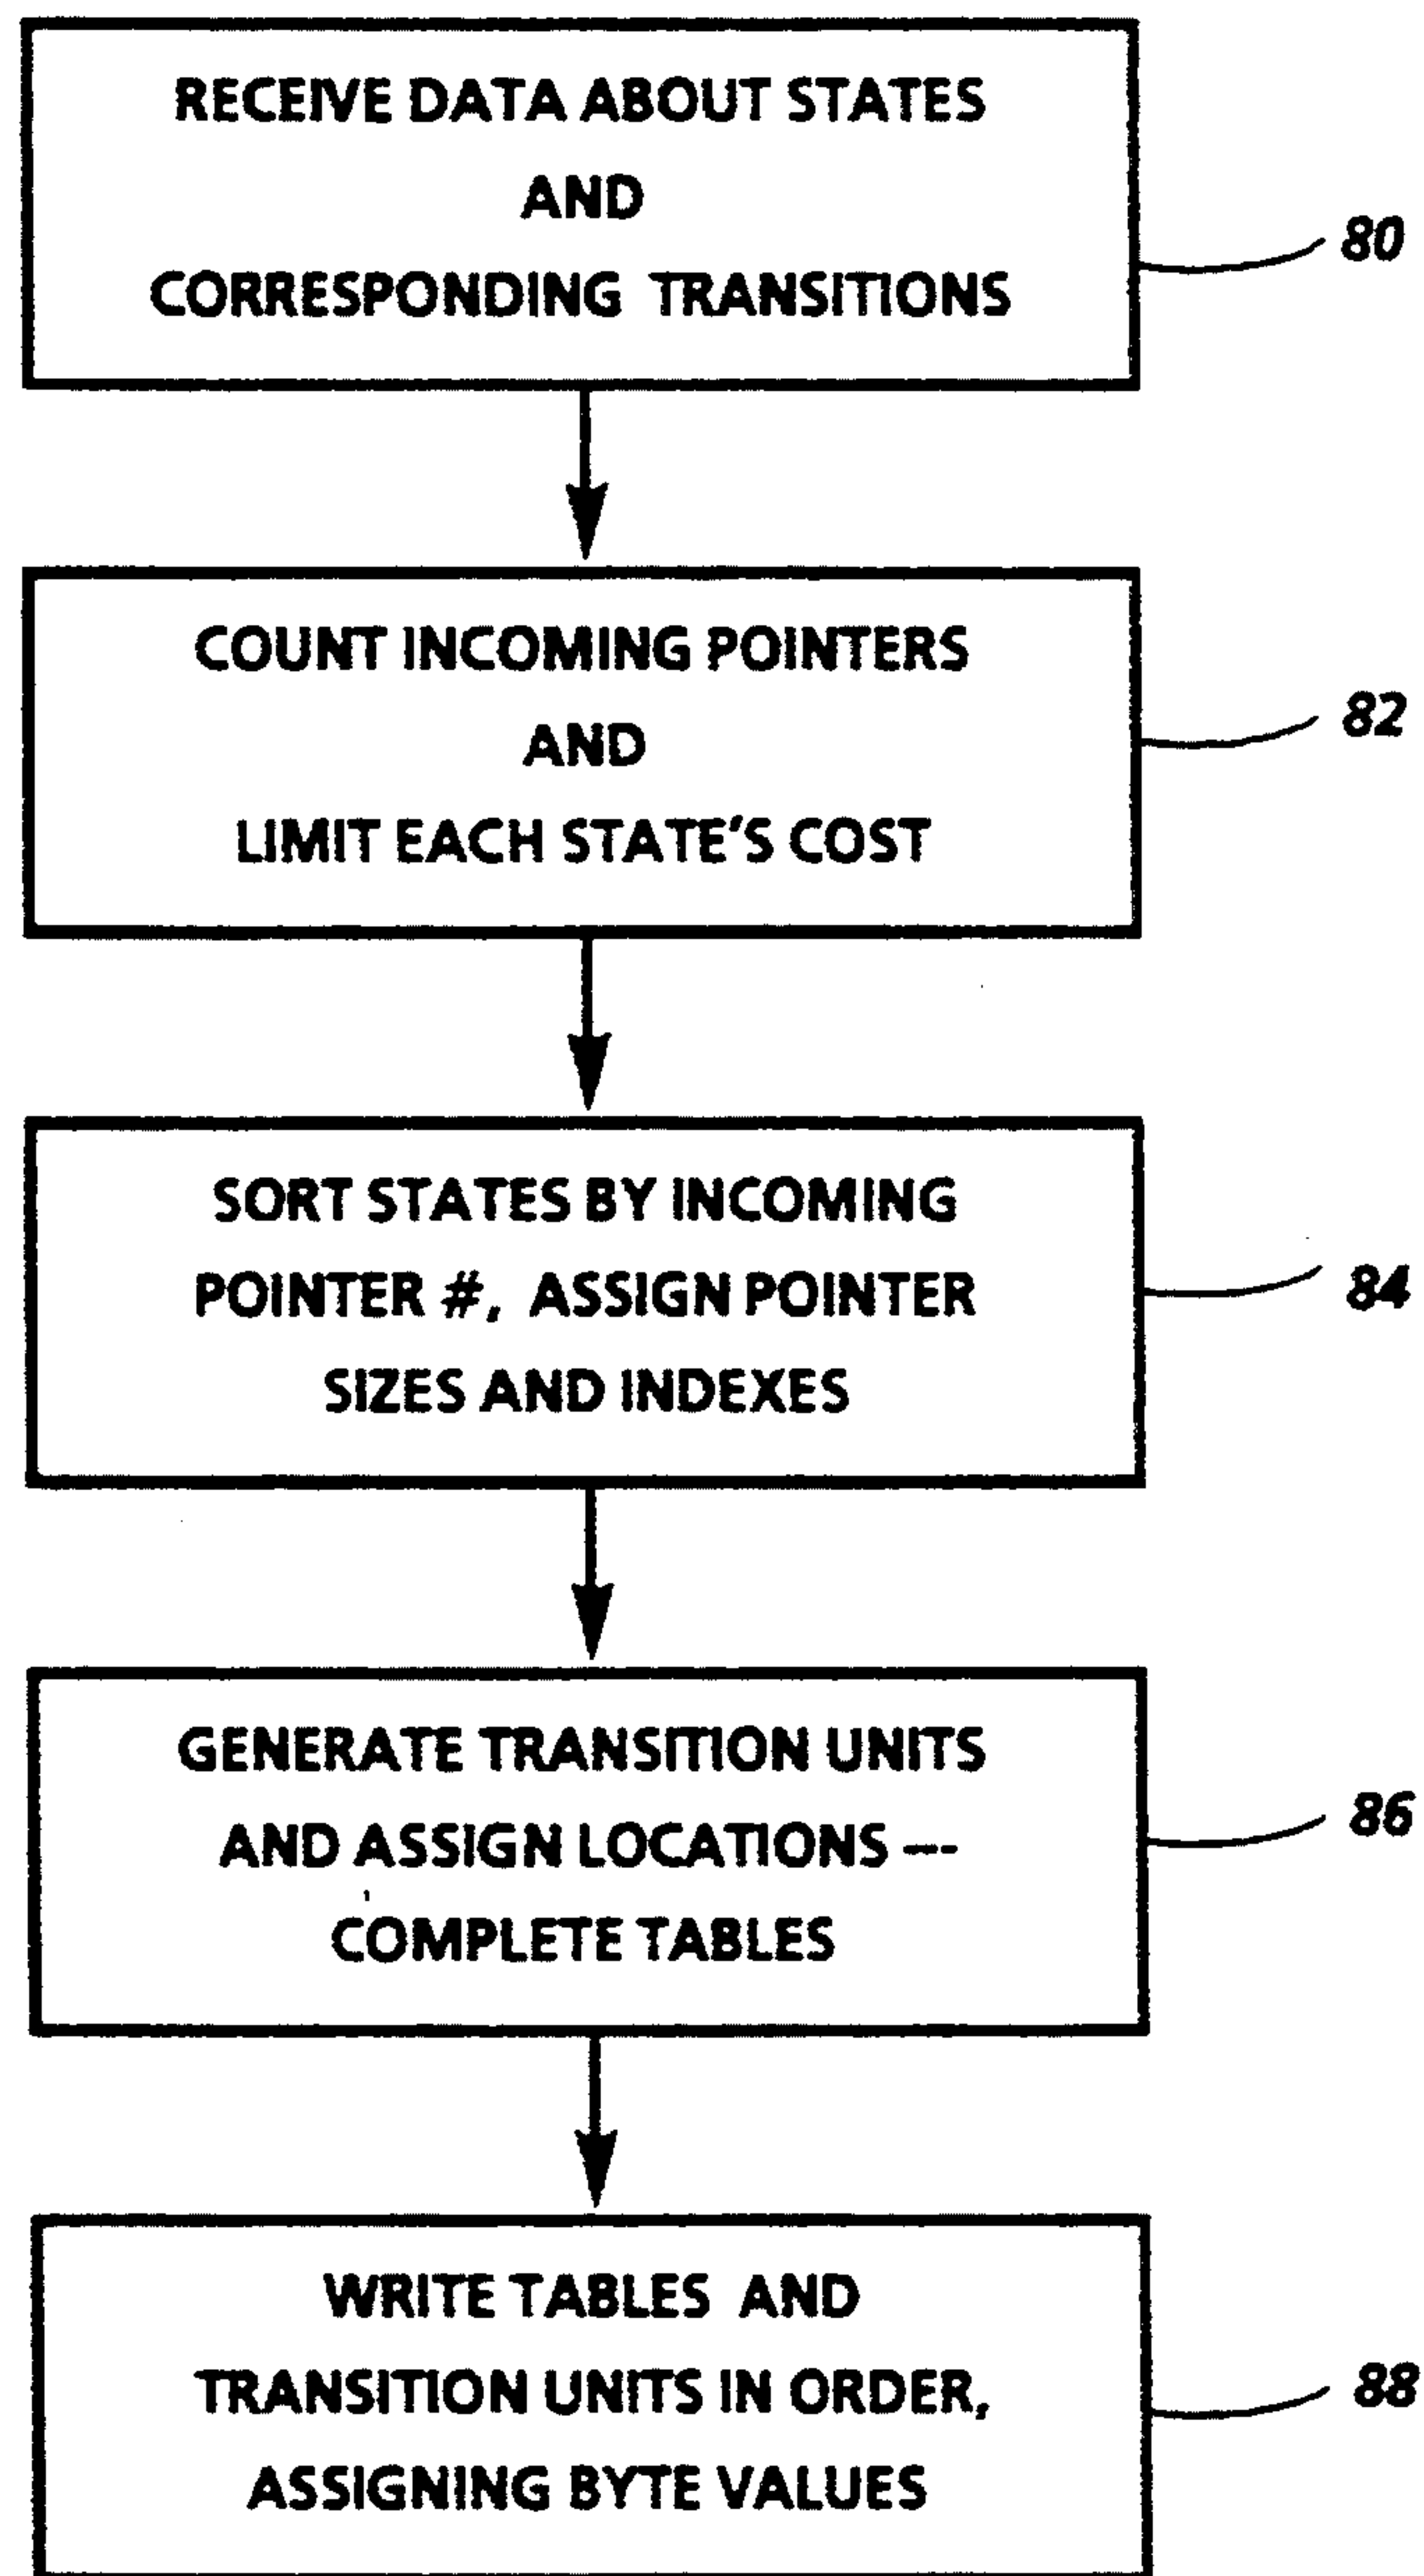 RECEIVE DATA ABOUT STATES
AND
CORRESPONDING TRANSITIONS
80
COUNT INCOMING POINTERS
AND
LIMIT EACH STATE'S COST
82
SORT STATES BY INCOMING
POINTER #, ASSIGN POINTER
SIZES AND INDEXES
84
GENERATE TRANSITION UNITS
AND ASSIGN LOCATIONS ---
COMPLETE TABLES
86
WRITE TABLES AND
TRANSITION UNITS IN ORDER,
ASSIGNING BYTE VALUES
88